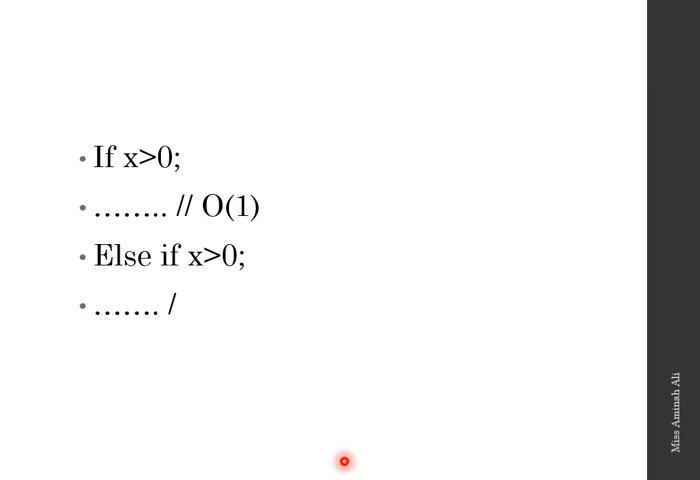 • If x>0;
• …….. // O(1)
• Else if x>0;
• ……. /
Miss Aminah Ali